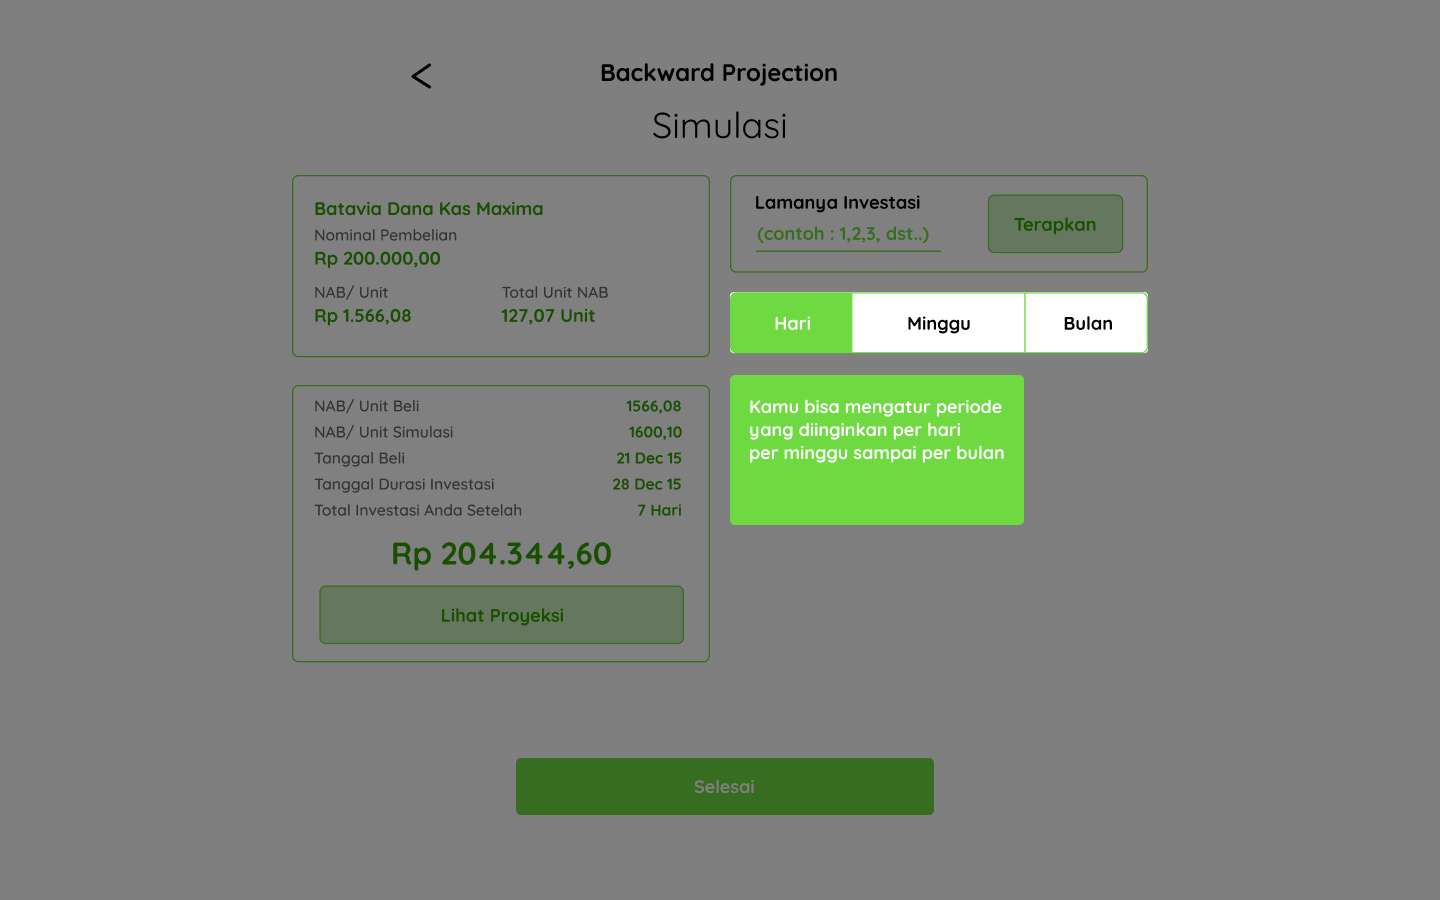 Backward Projection
Simulasi
Batavia Dana Kas Maxima
Nominal Pembelian
Rp 200.000,00
NAB/ Unit
Total Unit NAB
Rp 1.566,08
127,07 Unit
NAB/ Unit Beli
1566,08
NAB/ Unit Simulasi
1600,10
Tanggal Beli
21 Dec 15
Tanggal Durasi Investasi
28 Dec 15
Total Investasi Anda Setelah
7 Hari
Rp 204.344,60
Lihat Proyeksi
Lamanya Investasi
(contoh : 1,2,3, dst..)
Terapkan
Hari
Minggu
Bulan
Kamu bisa mengatur periode
yang diinginkan per hari
per minggu sampai per bulan
Selesai